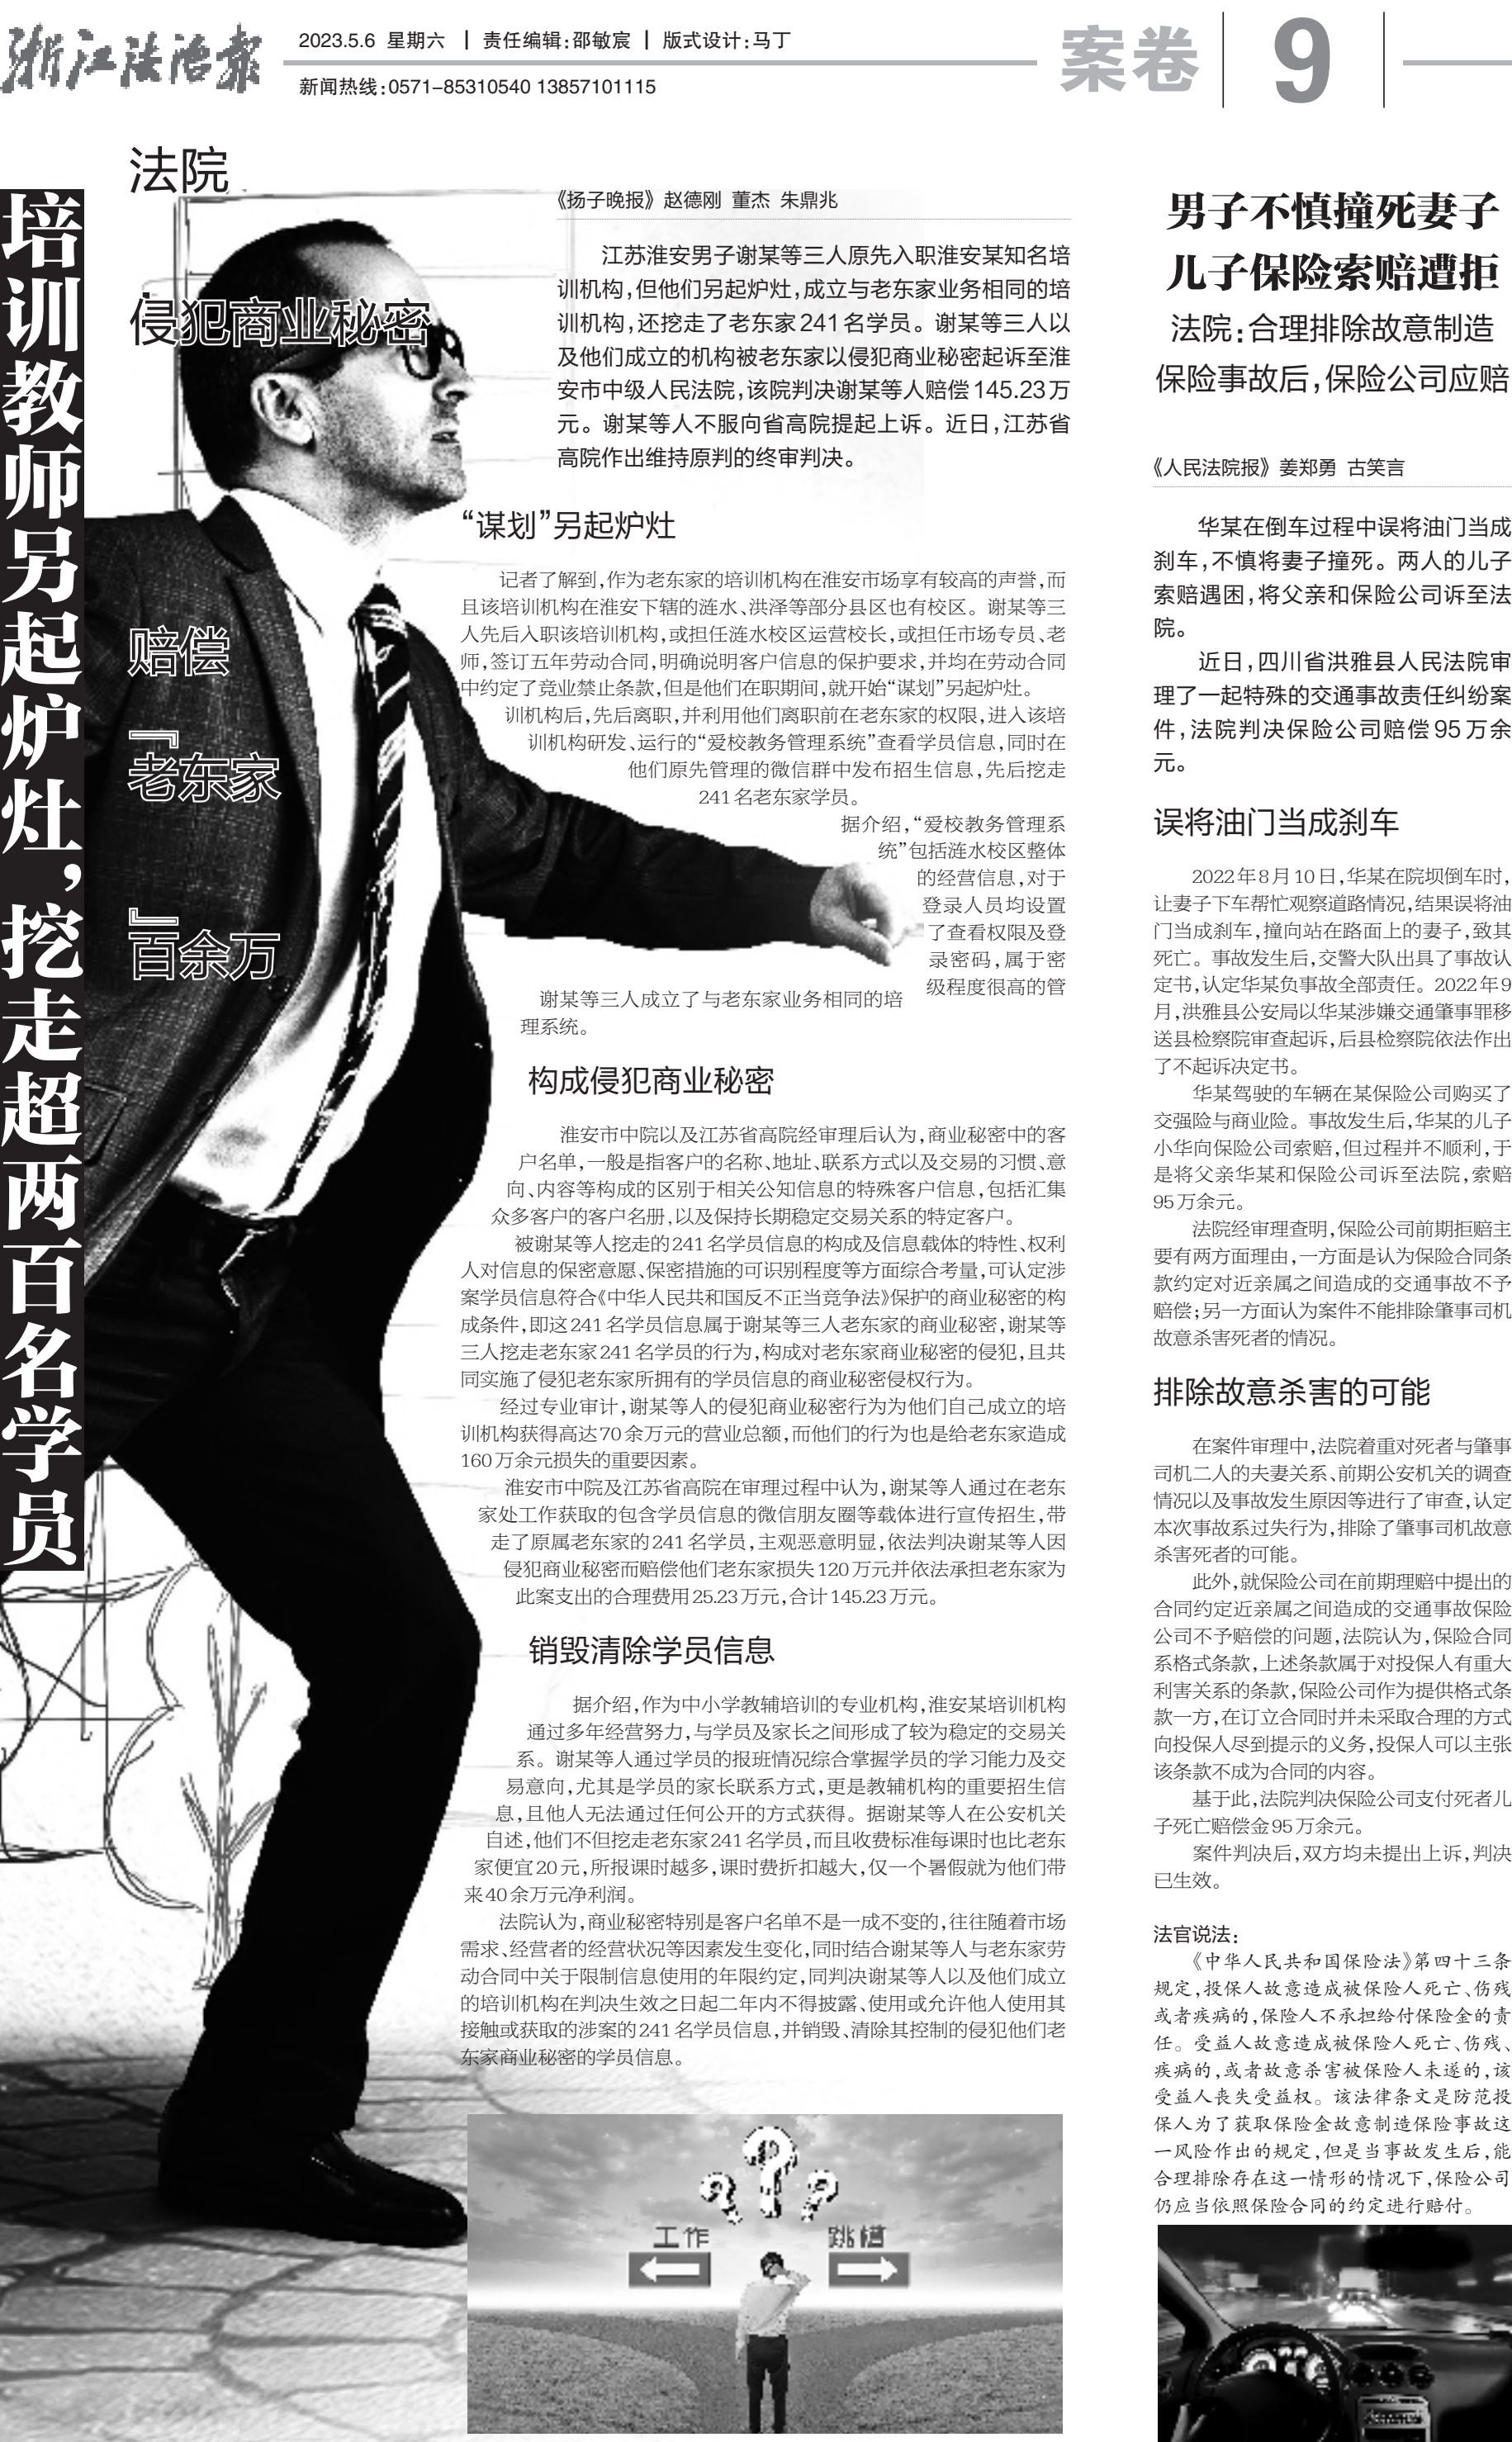 浙江法治报
2023.5.6 星期六 | 责任编辑:邵敏宸 | 版式设计:马丁
新闻热线:0571-85310540 13857101115
案卷
9
培训教师另起炉灶,挖走超两百名学员
法院
:
侵犯商业秘密
赔偿
『老东家』
百余万
《扬子晚报》赵德刚 董杰 朱鼎兆
江苏淮安男子谢某等三人原先入职淮安某知名培
训机构,但他们另起炉灶,成立与老东家业务相同的培
训机构,还挖走了老东家241名学员。谢某等三人以
及他们成立的机构被老东家以侵犯商业秘密起诉至淮
安市中级人民法院,该院判决谢某等人赔偿145.23万
元。谢某等人不服向省高院提起上诉。近日,江苏省
高院作出维持原判的终审判决。
“谋划”另起炉灶
记者了解到,作为老东家的培训机构在淮安市场享有较高的声誉,而
且该培训机构在淮安下辖的涟水、洪泽等部分县区也有校区。谢某等三
人先后入职该培训机构,或担任涟水校区运营校长,或担任市场专员、老
师,签订五年劳动合同,明确说明客户信息的保护要求,并均在劳动合同
中约定了竞业禁止条款,但是他们在职期间,就开始“谋划”另起炉灶。
训机构后,先后离职,并利用他们离职前在老东家的权限,进入该培
训机构研发、运行的“爱校教务管理系统”查看学员信息,同时在
他们原先管理的微信群中发布招生信息,先后挖走
241名老东家学员。
据介绍,“爱校教务管理系
统”包括涟水校区整体
的经营信息,对于
登录人员均设置
了查看权限及登
录密码,属于密
级程度很高的管
谢某等三人成立了与老东家业务相同的培
理系统。
构成侵犯商业秘密
淮安市中院以及江苏省高院经审理后认为,商业秘密中的客
户名单,一般是指客户的名称、地址、联系方式以及交易的习惯、意
向、内容等构成的区别于相关公知信息的特殊客户信息,包括汇集
众多客户的客户名册,以及保持长期稳定交易关系的特定客户。
被谢某等人挖走的241名学员信息的构成及信息载体的特性、权利
人对信息的保密意愿、保密措施的可识别程度等方面综合考量,可认定涉
案学员信息符合《中华人民共和国反不正当竞争法》保护的商业秘密的构
成条件,即这241名学员信息属于谢某等三人老东家的商业秘密,谢某等
三人挖走老东家241名学员的行为,构成对老东家商业秘密的侵犯,且共
同实施了侵犯老东家所拥有的学员信息的商业秘密侵权行为。
经过专业审计,谢某等人的侵犯商业秘密行为为他们自己成立的培
训机构获得高达70余万元的营业总额,而他们的行为也是给老东家造成
160万余元损失的重要因素。
淮安市中院及江苏省高院在审理过程中认为,谢某等人通过在老东
家处工作获取的包含学员信息的微信朋友圈等载体进行宣传招生,带
走了原属老东家的241名学员,主观恶意明显,依法判决谢某等人因
侵犯商业秘密而赔偿他们老东家损失120万元并依法承担老东家为
此案支出的合理费用25.23万元,合计145.23万元。
销毁清除学员信息
据介绍,作为中小学教辅培训的专业机构,淮安某培训机构
通过多年经营努力,与学员及家长之间形成了较为稳定的交易关
系。谢某等人通过学员的报班情况综合掌握学员的学习能力及交
易意向,尤其是学员的家长联系方式,更是教辅机构的重要招生信
息,且他人无法通过任何公开的方式获得。据谢某等人在公安机关
自述,他们不但挖走老东家241名学员,而且收费标准每课时也比老东
家便宜20元,所报课时越多,课时费折扣越大,仅一个暑假就为他们带
来40余万元净利润。
法院认为,商业秘密特别是客户名单不是一成不变的,往往随着市场
需求、经营者的经营状况等因素发生变化,同时结合谢某等人与老东家劳
动合同中关于限制信息使用的年限约定,同判决谢某等人以及他们成立
的培训机构在判决生效之日起二年内不得披露、使用或允许他人使用其
接触或获取的涉案的241名学员信息,并销毁、清除其控制的侵犯他们老
东家商业秘密的学员信息。
工作
跳槽
男子不慎撞死妻子
儿子保险索赔遭拒
法院:合理排除故意制造
保险事故后,保险公司应赔
《人民法院报》姜郑勇 古笑言
华某在倒车过程中误将油门当成
刹车,不慎将妻子撞死。两人的儿子
索赔遇困,将父亲和保险公司诉至法
院。
近日,四川省洪雅县人民法院审
理了一起特殊的交通事故责任纠纷案
件,法院判决保险公司赔偿95万余
元。
误将油门当成刹车
2022年8月10日,华某在院坝倒车时,
让妻子下车帮忙观察道路情况,结果误将油
门当成刹车,撞向站在路面上的妻子,致其
死亡。事故发生后,交警大队出具了事故认
定书,认定华某负事故全部责任。2022年9
月,洪雅县公安局以华某涉嫌交通肇事罪移
送县检察院审查起诉,后县检察院依法作出
了不起诉决定书。
华某驾驶的车辆在某保险公司购买了
交强险与商业险。事故发生后,华某的儿子
小华向保险公司索赔,但过程并不顺利,于
是将父亲华某和保险公司诉至法院,索赔
95万余元。
法院经审理查明,保险公司前期拒赔主
要有两方面理由,一方面是认为保险合同条
款约定对近亲属之间造成的交通事故不予
赔偿;另一方面认为案件不能排除肇事司机
故意杀害死者的情况。
排除故意杀害的可能
在案件审理中,法院着重对死者与肇事
司机二人的夫妻关系、前期公安机关的调查
情况以及事故发生原因等进行了审查,认定
本次事故系过失行为,排除了肇事司机故意
杀害死者的可能。
此外,就保险公司在前期理赔中提出的
合同约定近亲属之间造成的交通事故保险
公司不予赔偿的问题,法院认为,保险合同
系格式条款,上述条款属于对投保人有重大
利害关系的条款,保险公司作为提供格式条
款一方,在订立合同时并未采取合理的方式
向投保人尽到提示的义务,投保人可以主张
该条款不成为合同的内容。
基于此,法院判决保险公司支付死者儿
子死亡赔偿金95万余元。
案件判决后,双方均未提出上诉,判决
已生效。
法官说法:
《中华人民共和国保险法》第四十三条
规定,投保人故意造成被保险人死亡、伤残
或者疾病的,保险人不承担给付保险金的责
任。受益人故意造成被保险人死亡、伤残、
疾病的,或者故意杀害被保险人未遂的,该
受益人丧失受益权。该法律条文是防范投
保人为了获取保险金故意制造保险事故这
一风险作出的规定,但是当事故发生后,能
合理排除存在这一情形的情况下,保险公司
仍应当依照保险合同的约定进行赔付。